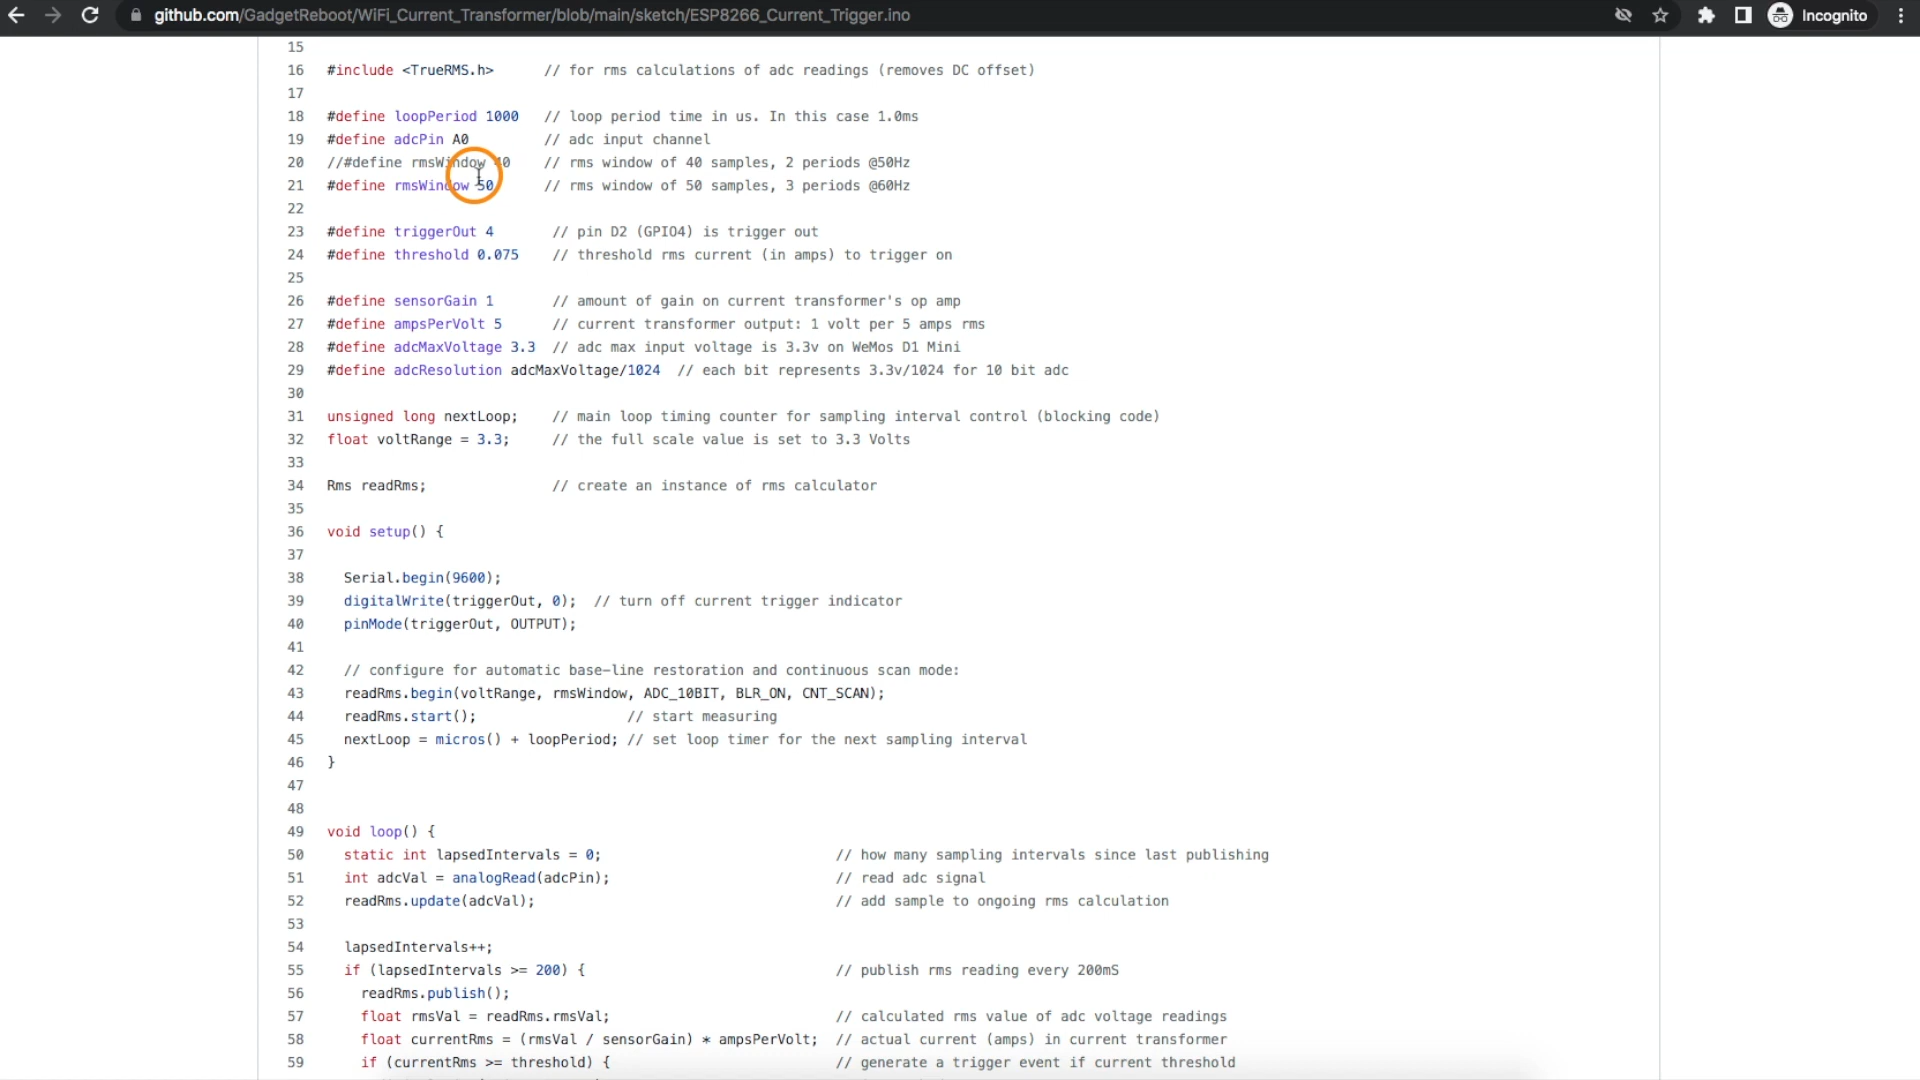 github.com/GadgetReboot/WiFi_Current_Transformer/blob/main/sketch/ESP8266_Current_Trigger.ino Incognito
15
16 #include <TrueRMS.h> // for rms calculations of adc readings (removes DC offset)
17
18 #define loopPeriod 1000 // loop period time in us. In this case 1.0ms
19 #define adcPin A0 // adc input channel
20 //#define rmsWindow 40 // rms window of 40 samples, 2 periods @50Hz
21 #define rmsWindow 50 // rms window of 50 samples, 3 periods @60Hz
22
23 #define triggerOut 4 // pin D2 (GPIO4) is trigger out
24 #define threshold 0.075 // threshold rms current (in amps) to trigger on
25
26 #define sensorGain 1 // amount of gain on current transformer's op amp
27 #define ampsPerVolt 5 // current transformer output: 1 volt per 5 amps rms
28 #define adcMaxVoltage 3.3 // adc max input voltage is 3.3v on WeMos D1 Mini
29 #define adcResolution adcMaxVoltage/1024 // each bit represents 3.3v/1024 for 10 bit adc
30
31 unsigned long nextLoop; // main loop timing counter for sampling interval control (blocking code)
32 float voltRange = 3.3; // the full scale value is set to 3.3 Volts
33
34 Rms readRms; // create an instance of rms calculator
35
36 void setup() {
37
38 Serial.begin(9600);
39 digitalWrite(triggerOut, 0); // turn off current trigger indicator
40 pinMode(triggerOut, OUTPUT);
41
42 // configure for automatic base-line restoration and continuous scan mode:
43 readRms.begin(voltRange, rmsWindow, ADC_10BIT, BLR_ON, CNT_SCAN);
44 readRms.start(); // start measuring
45 nextLoop = micros() + loopPeriod; // set loop timer for the next sampling interval
46 }
47
48
49 void loop() {
50 static int lapsedIntervals = 0; // how many sampling intervals since last publishing
51 int adcVal = analogRead(adcPin); // read adc signal
52 readRms.update(adcVal); // add sample to ongoing rms calculation
53
54 lapsedIntervals++;
55 if (lapsedIntervals >= 200) { // publish rms reading every 200mS
56 readRms.publish();
57 float rmsVal = readRms.rmsVal; // calculated rms value of adc voltage readings
58 float currentRms = (rmsVal / sensorGain) * ampsPerVolt; // actual current (amps) in current transformer
59 if (currentRms >= threshold) { // generate a trigger event if current threshold